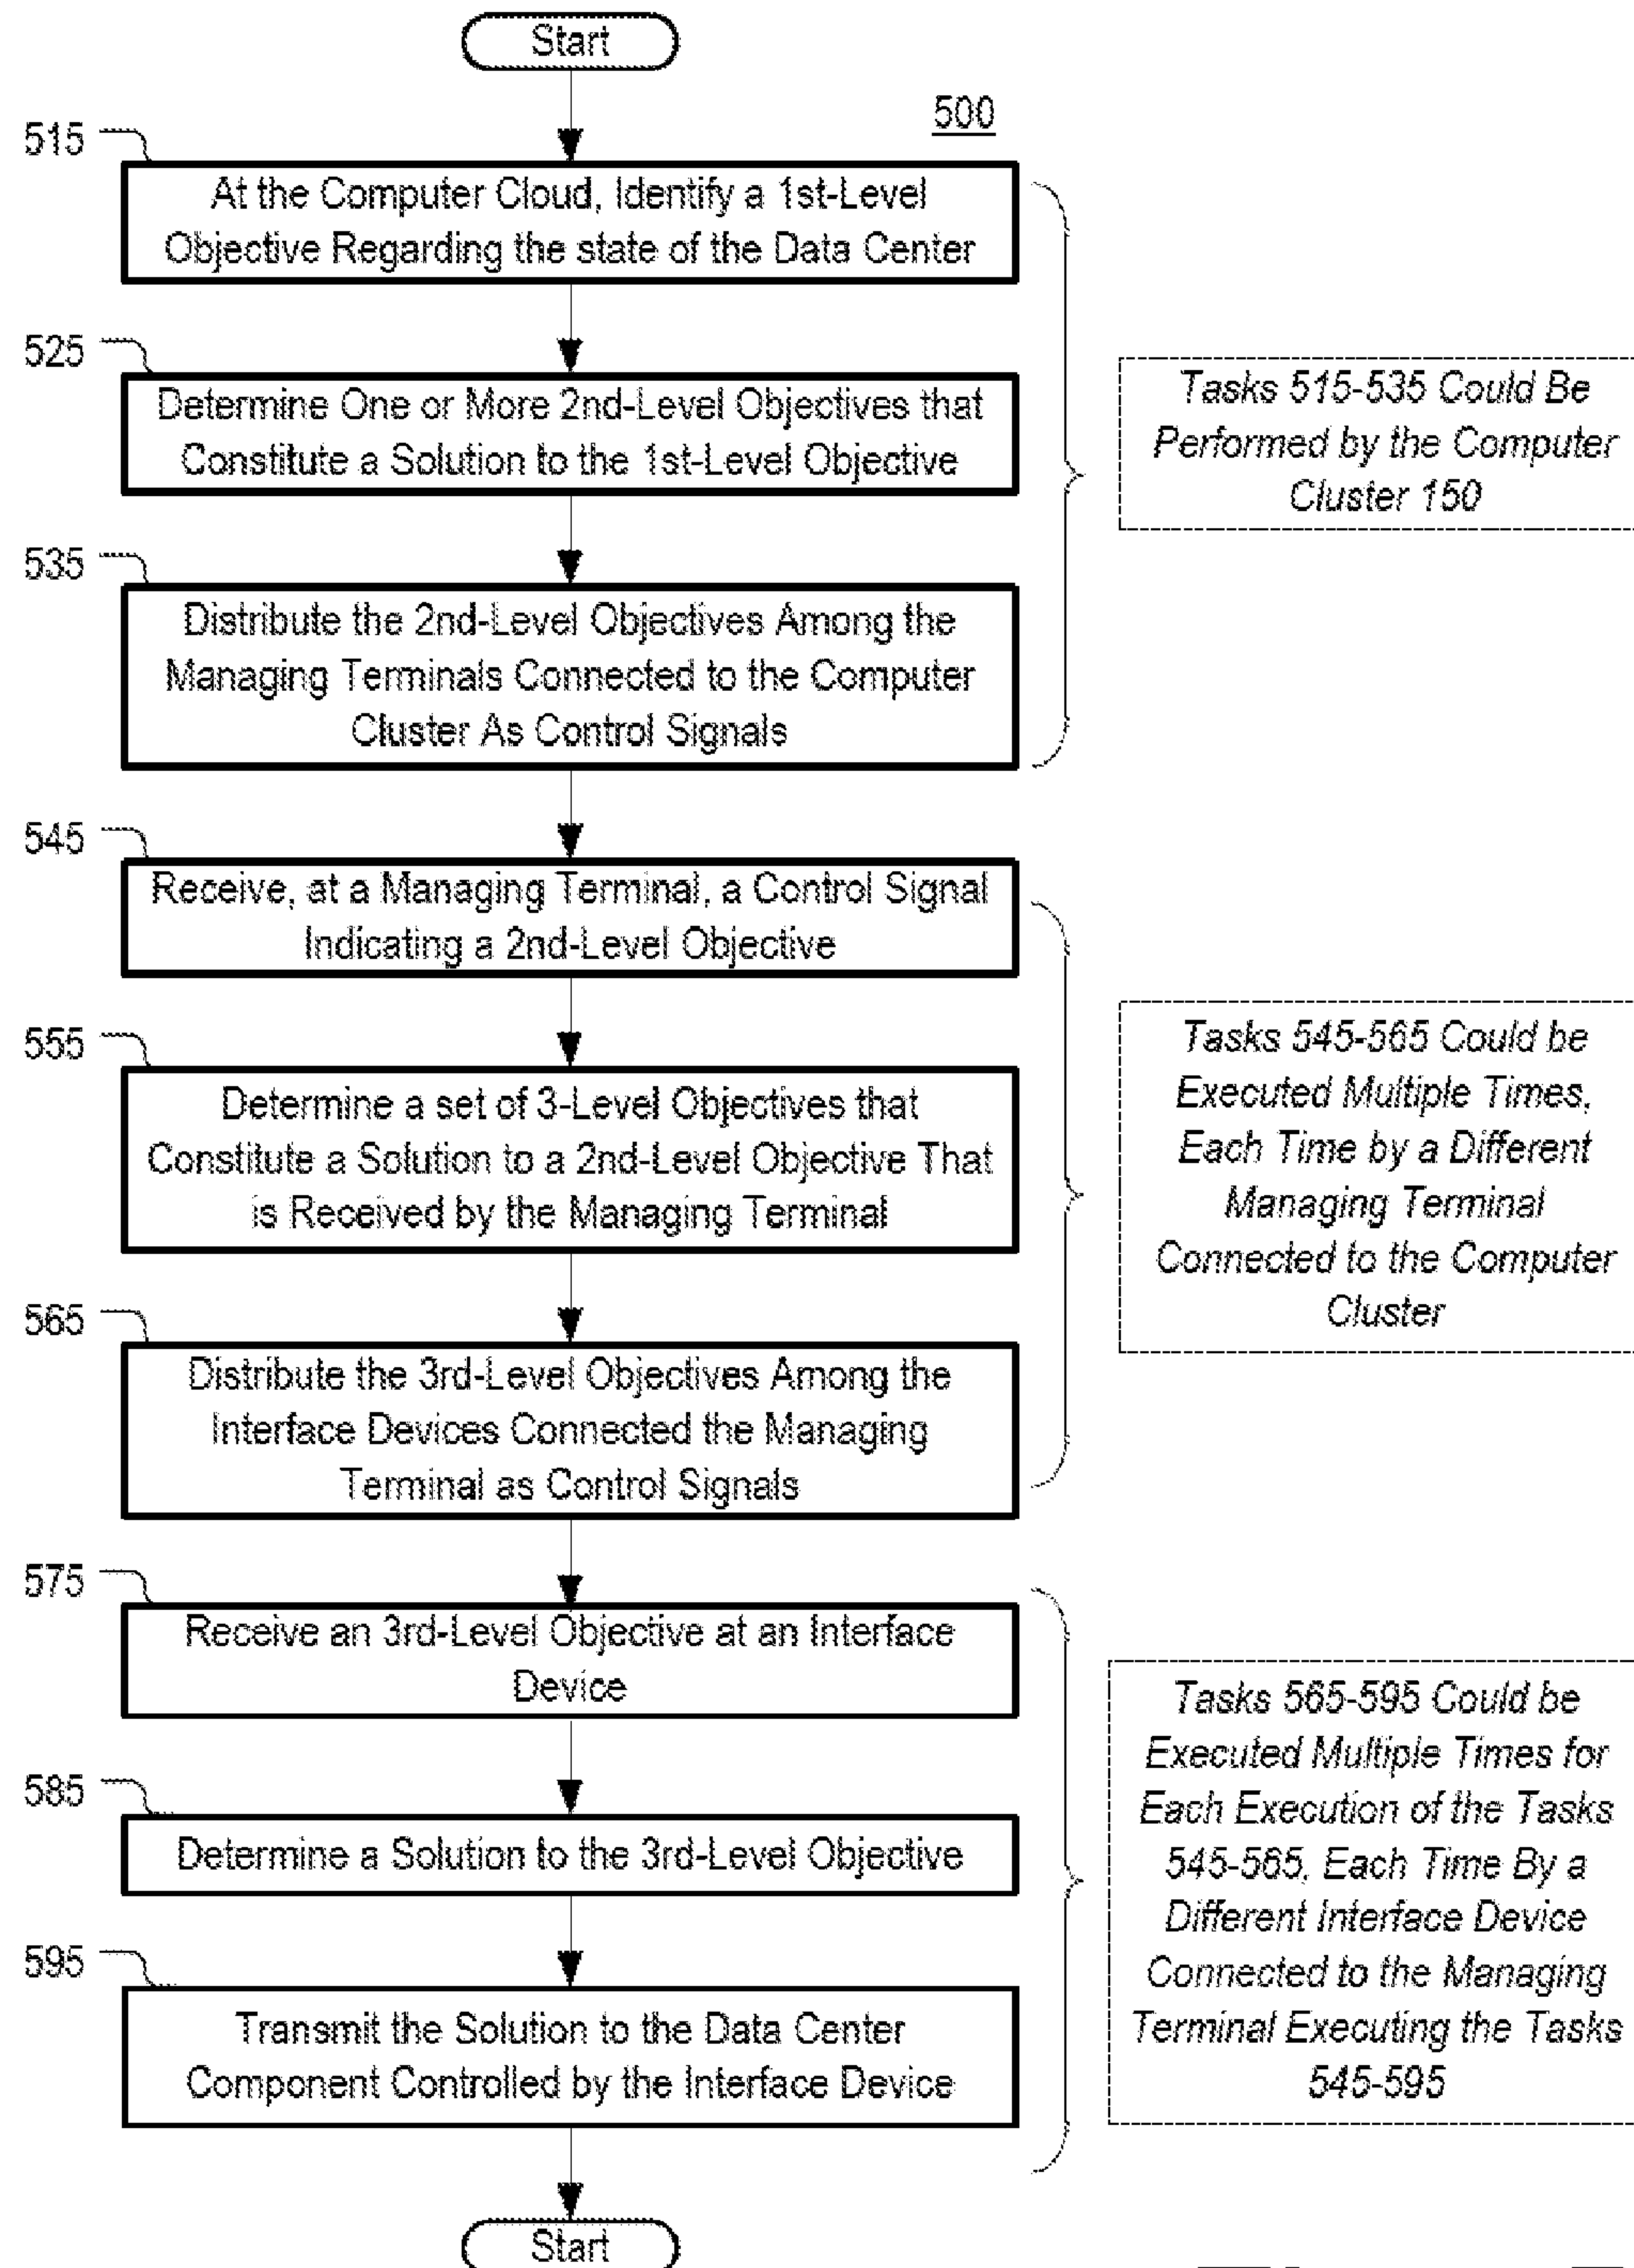 Start
500
515
At the Computer Cloud, Identify a 1st-Level
Objective Regarding the state of the Data Center
525
Determine One or More 2nd-Level Objectives that
Constitute a Solution to the 1st-Level Objective
535
Distribute the 2nd-Level Objectives Among the
Managing Terminals Connected to the Computer
Cluster As Control Signals
Tasks 515-535 Could Be
Performed by the Computer
Cluster 150
545
Receive, at a Managing Terminal, a Control Signal
Indicating a 2nd-Level Objective
555
Determine a set of 3-Level Objectives that
Constitute a Solution to a 2nd-Level Objective That
is Received by the Managing Terminal
565
Distribute the 3rd-Level Objectives Among the
Interface Devices Connected the Managing
Terminal as Control Signals
Tasks 545-565 Could be
Executed Multiple Times,
Each Time by a Different
Managing Terminal
Connected to the Computer
Cluster
575
Receive an 3rd-Level Objective at an Interface
Device
585
Determine a Solution to the 3rd-Level Objective
595
Transmit the Solution to the Data Center
Component Controlled by the Interface Device
Tasks 565-595 Could be
Executed Multiple Times for
Each Execution of the Tasks
545-565, Each Time By a
Different Interface Device
Connected to the Managing
Terminal Executing the Tasks
545-595
Start